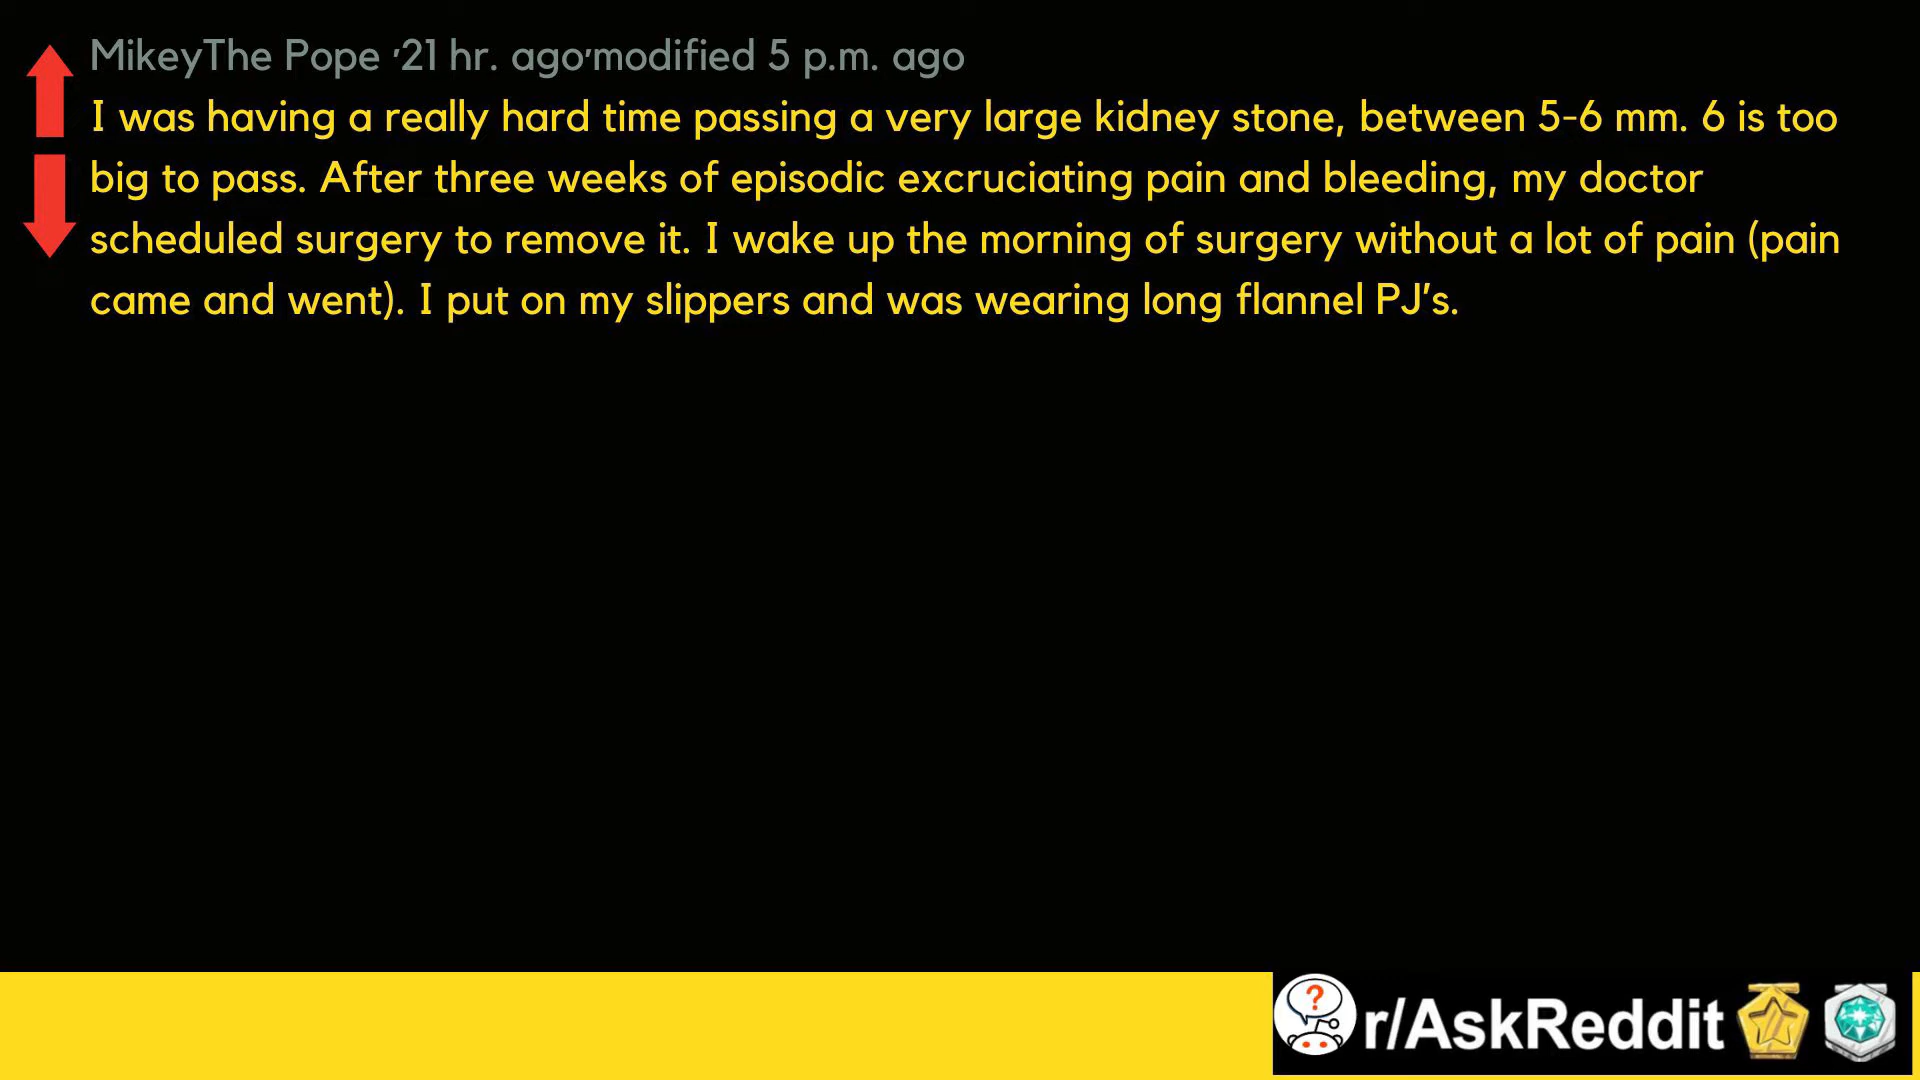 MikeyThe Pope ·21 hr. ago·modified 5 p.m. ago
I was having a really hard time passing a very large kidney stone, between 5-6 mm. 6 is too
big to pass. After three weeks of episodic excruciating pain and bleeding, my doctor
scheduled surgery to remove it. I wake up the morning of surgery without a lot of pain (pain
came and went). I put on my slippers and was wearing long flannel PJ's.
?
r/AskReddit